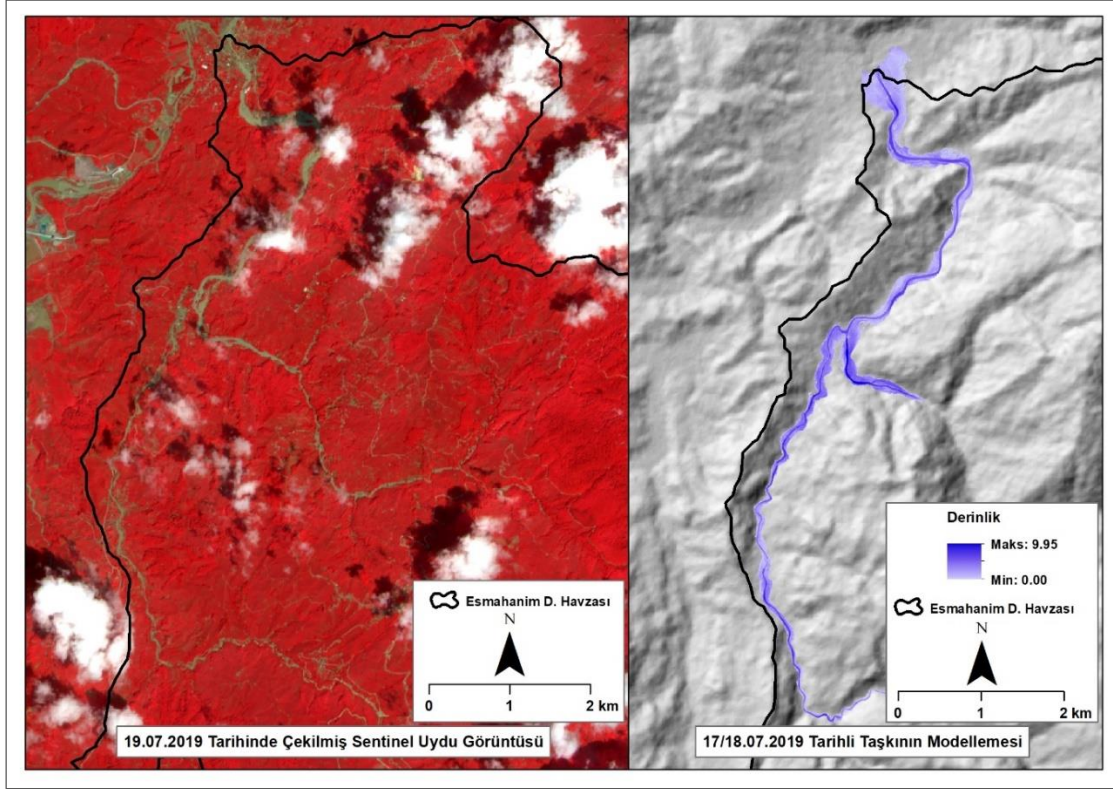 Esmahanim D. Havzası
N
0 1 2 km
19.07.2019 Tarihinde Çekilmiş Sentinel Uydu Görüntüsü
Derinlik
Maks: 9.95
Min: 0.00
Esmahanim D. Havzası
N
0 1 2 km
17/18.07.2019 Tarihli Taşkının Modellemesi